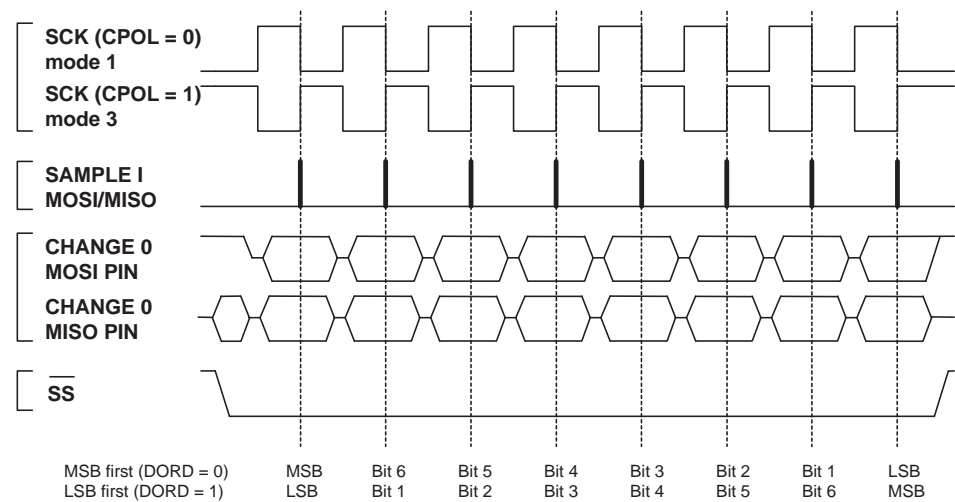 SCK (CPOL = 0)
mode 1
SCK (CPOL = 1)
mode 3
SAMPLE I
MOSI/MISO
CHANGE 0
MOSI PIN
CHANGE 0
MISO PIN
SS
MSB first (DORD = 0) MSB Bit 6 Bit 5 Bit 4 Bit 3 Bit 2 Bit 1 LSB
LSB first (DORD = 1) LSB Bit 1 Bit 2 Bit 3 Bit 4 Bit 5 Bit 6 MSB